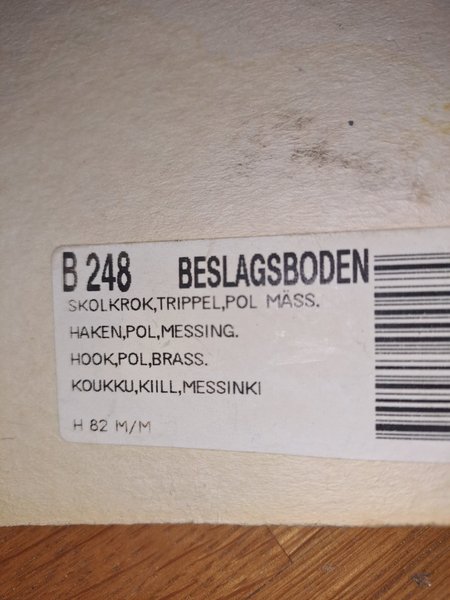 B 248 BESLAGSBODEN
SKOLKROK,TRIPPEL,POL MÄSS.
HAKEN,POL,MESSING.
HOOK,POL,BRASS.
KOUKKU,KIILL,MESSINKI
H 82 M/M